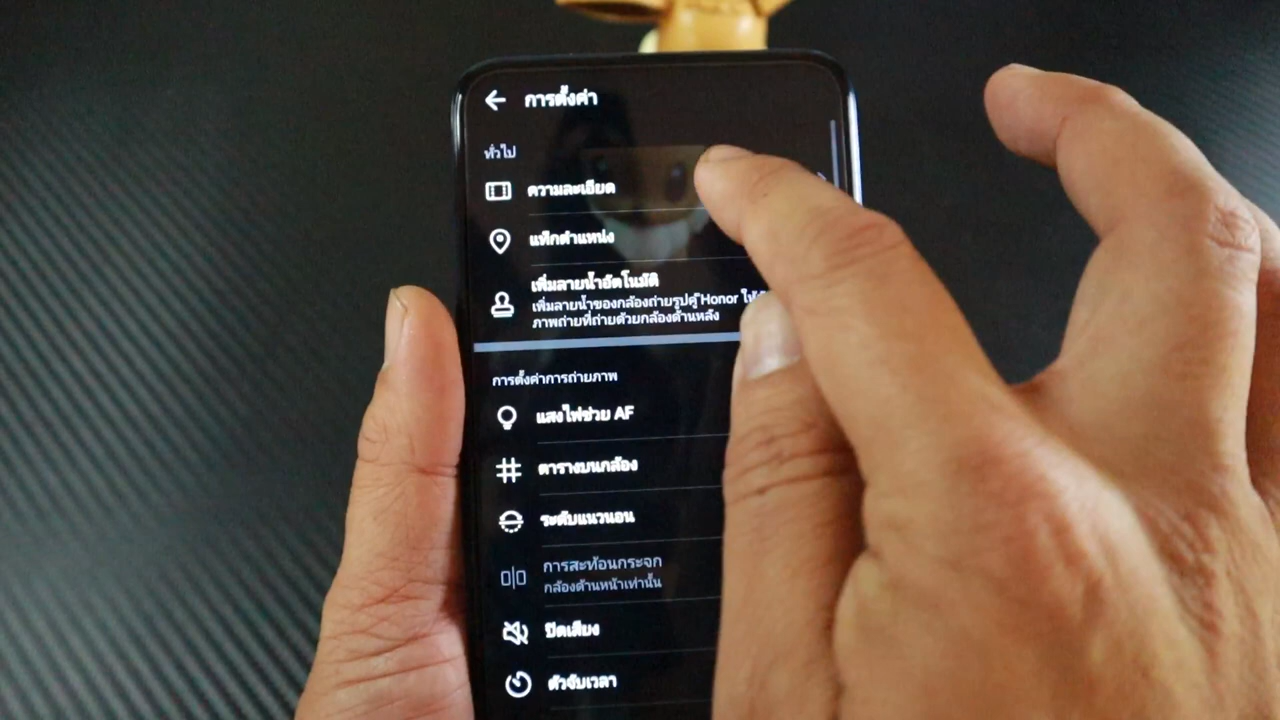 การตั้งค่า
ทั่วไป
ความละเอียด
แท็กตำแหน่ง
เพิ่มลายน้ำอัตโนมัติ
เพิ่มลายน้ำของกล้องถ่ายรูปคู่ Honor ให้
ภาพถ่ายที่ถ่ายด้วยกล้องด้านหลัง
การตั้งค่าการถ่ายภาพ
แสงไฟช่วย AF
ตารางบนกล้อง
ระดับแนวนอน
การสะท้อนกระจก
กล้องด้านหน้าเท่านั้น
ปิดเสียง
ตัวจับเวลา